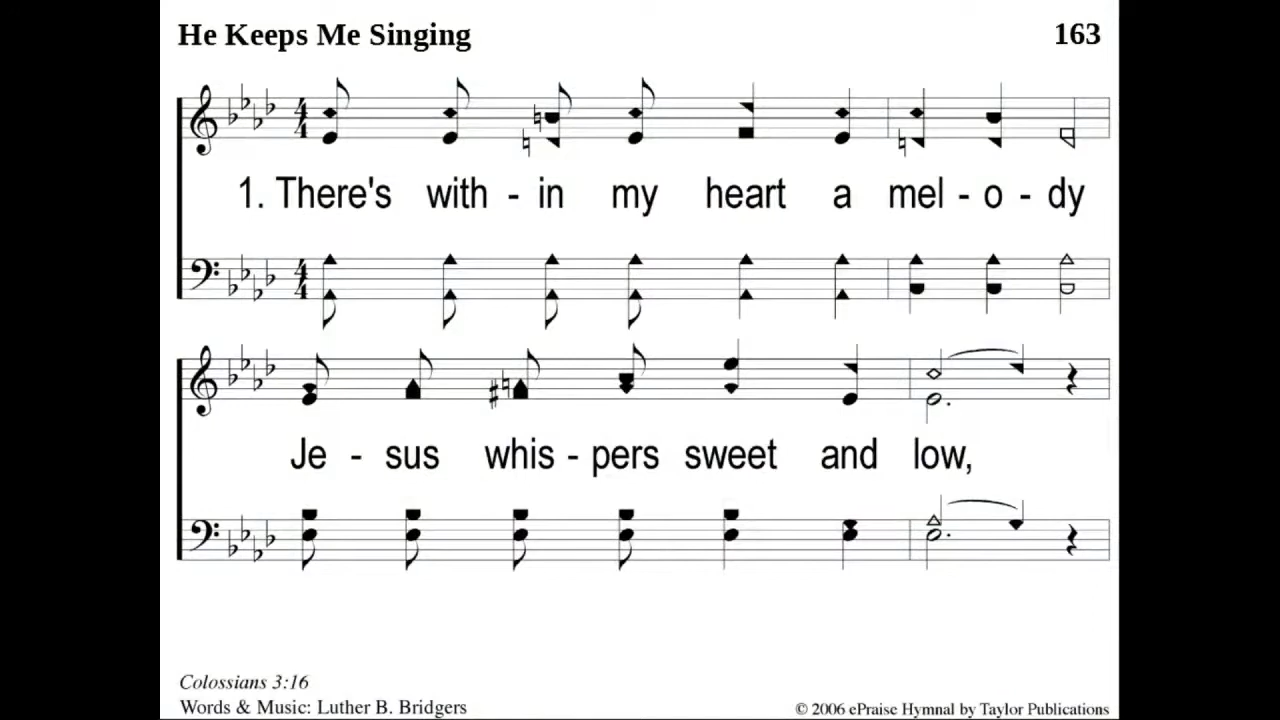 He Keeps Me Singing 163
1. There's with - in my heart a mel - o - dy
Je - sus whis - pers sweet and low,
Colossians 3:16
Words & Music: Luther B. Bridgers © 2006 ePraise Hymnal by Taylor Publications